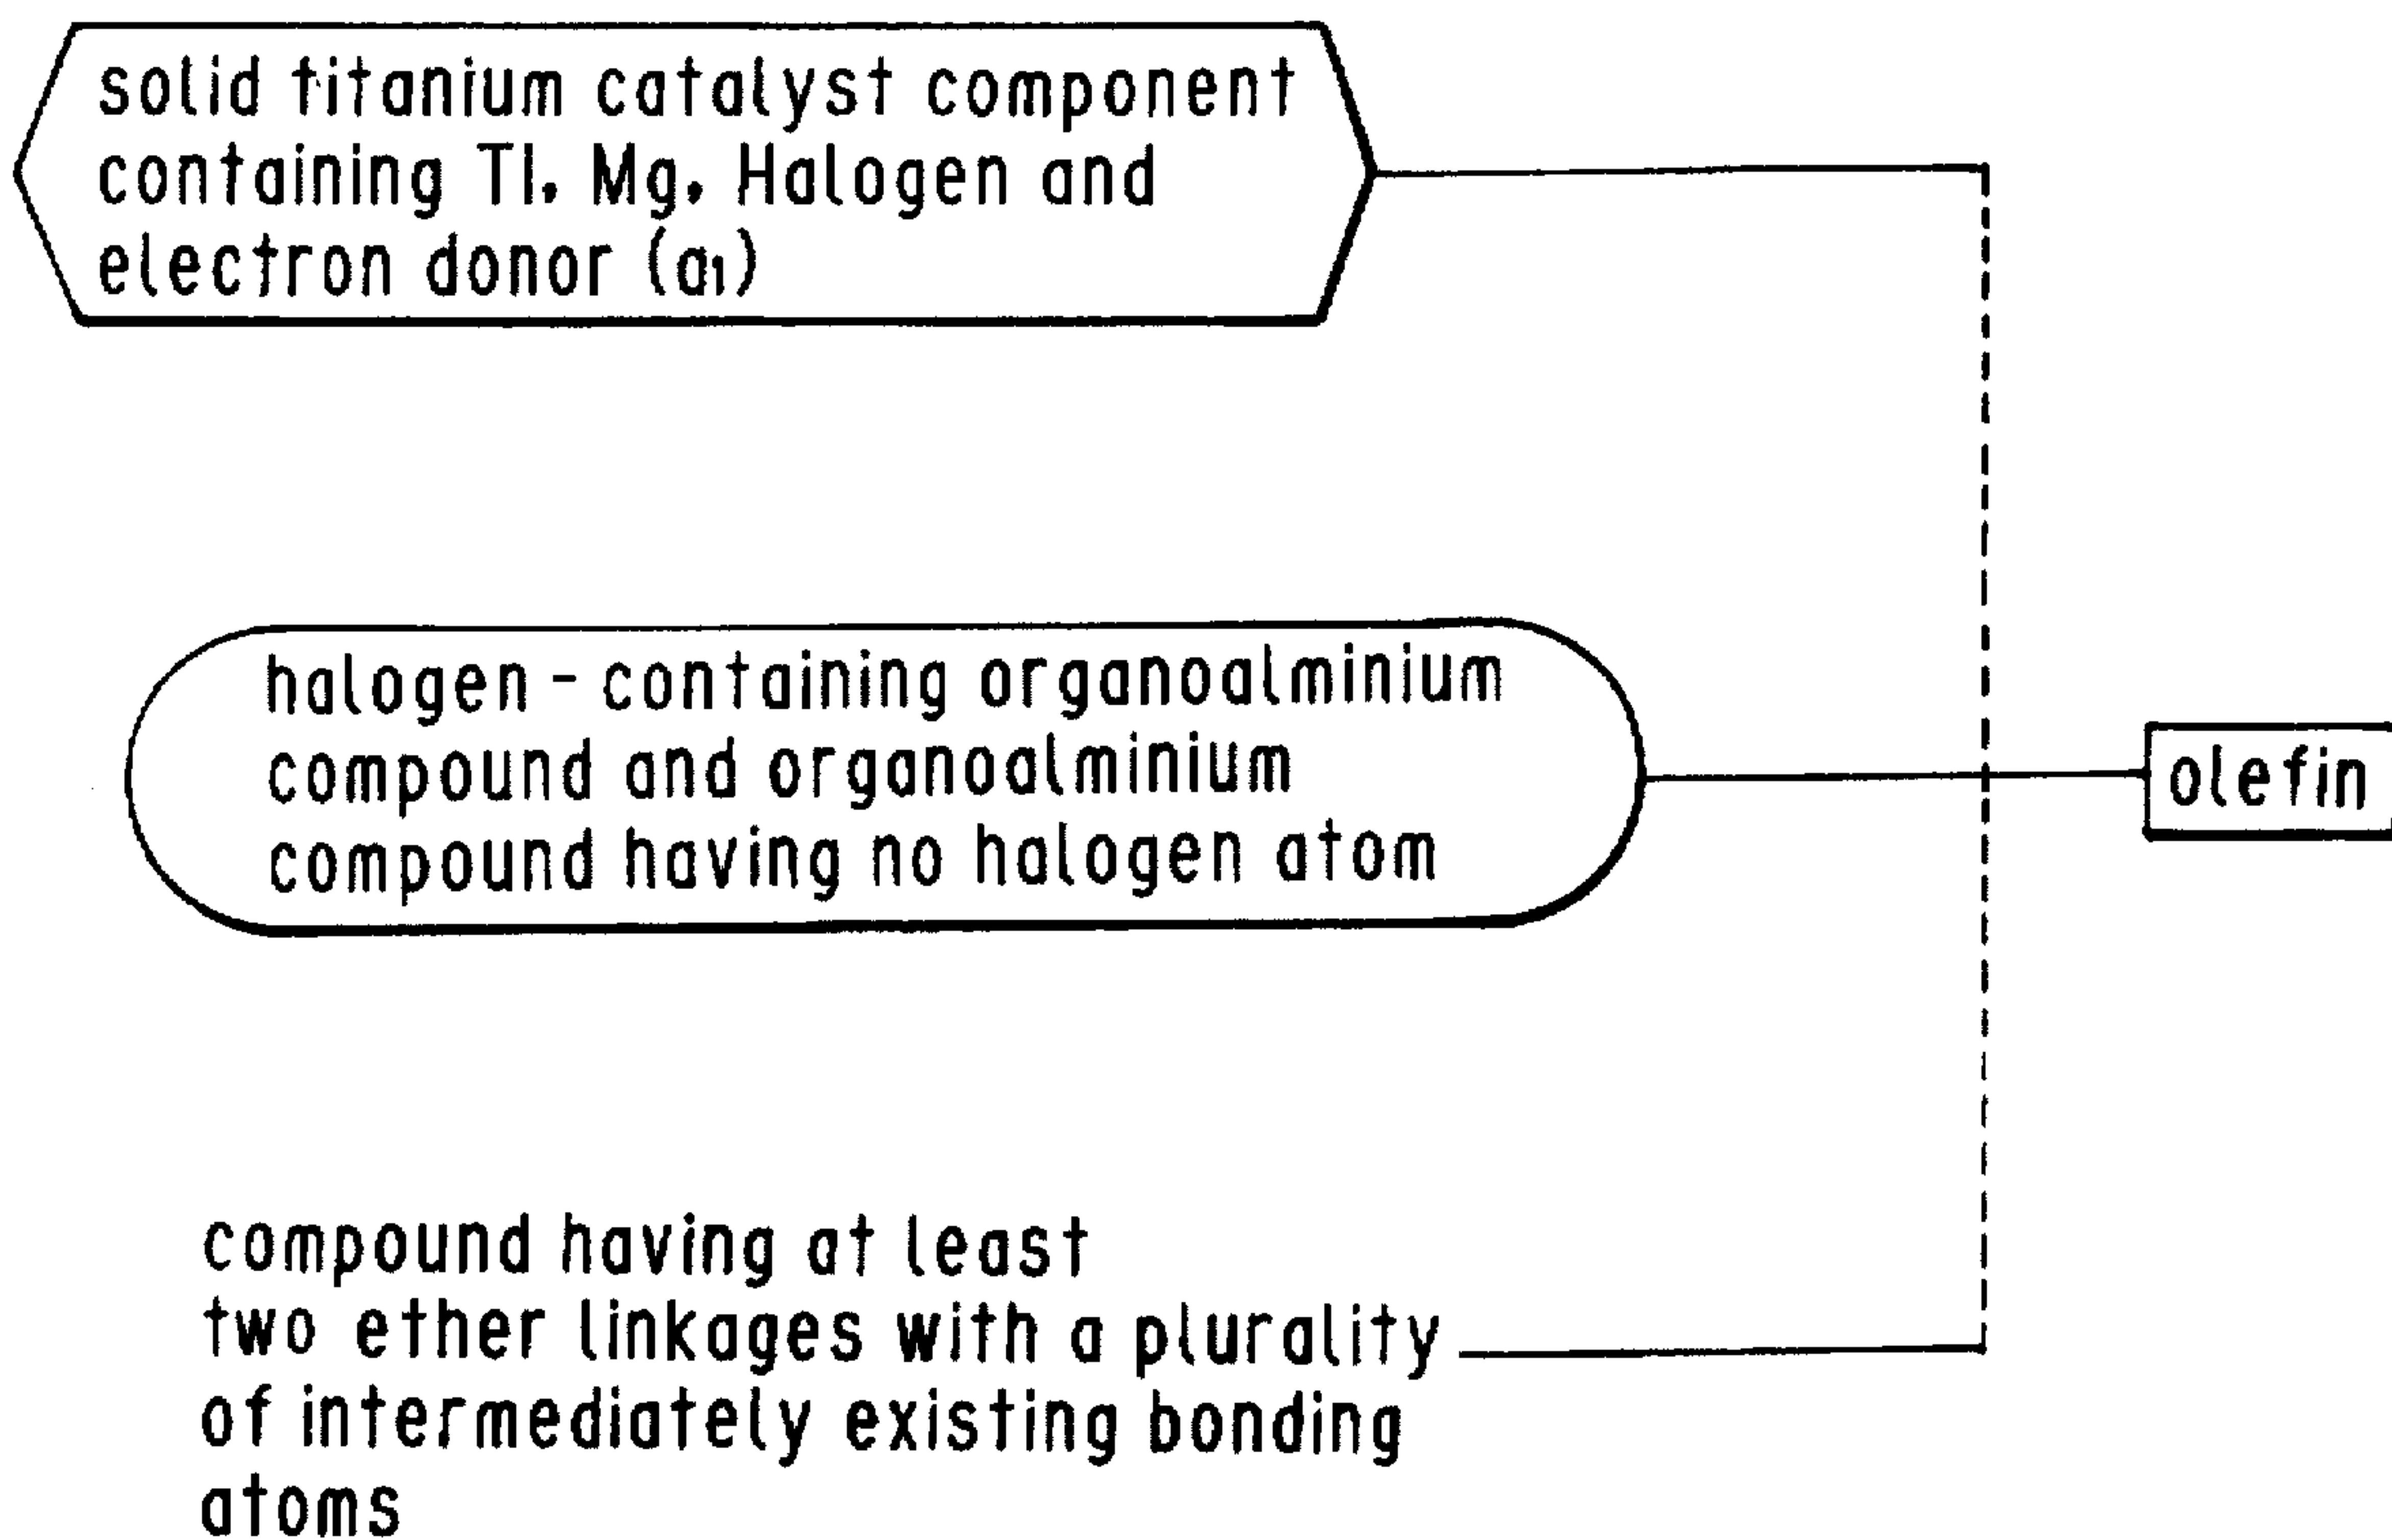 solid titanium catalyst component
containing TI. Mg. Halogen and
electron donor (a₁)
halogen - containing organoalminium
compound and organoalminium
compound having no halogen atom
olefin
compound having at least
two ether linkages with a plurality
of intermediately existing bonding
atoms